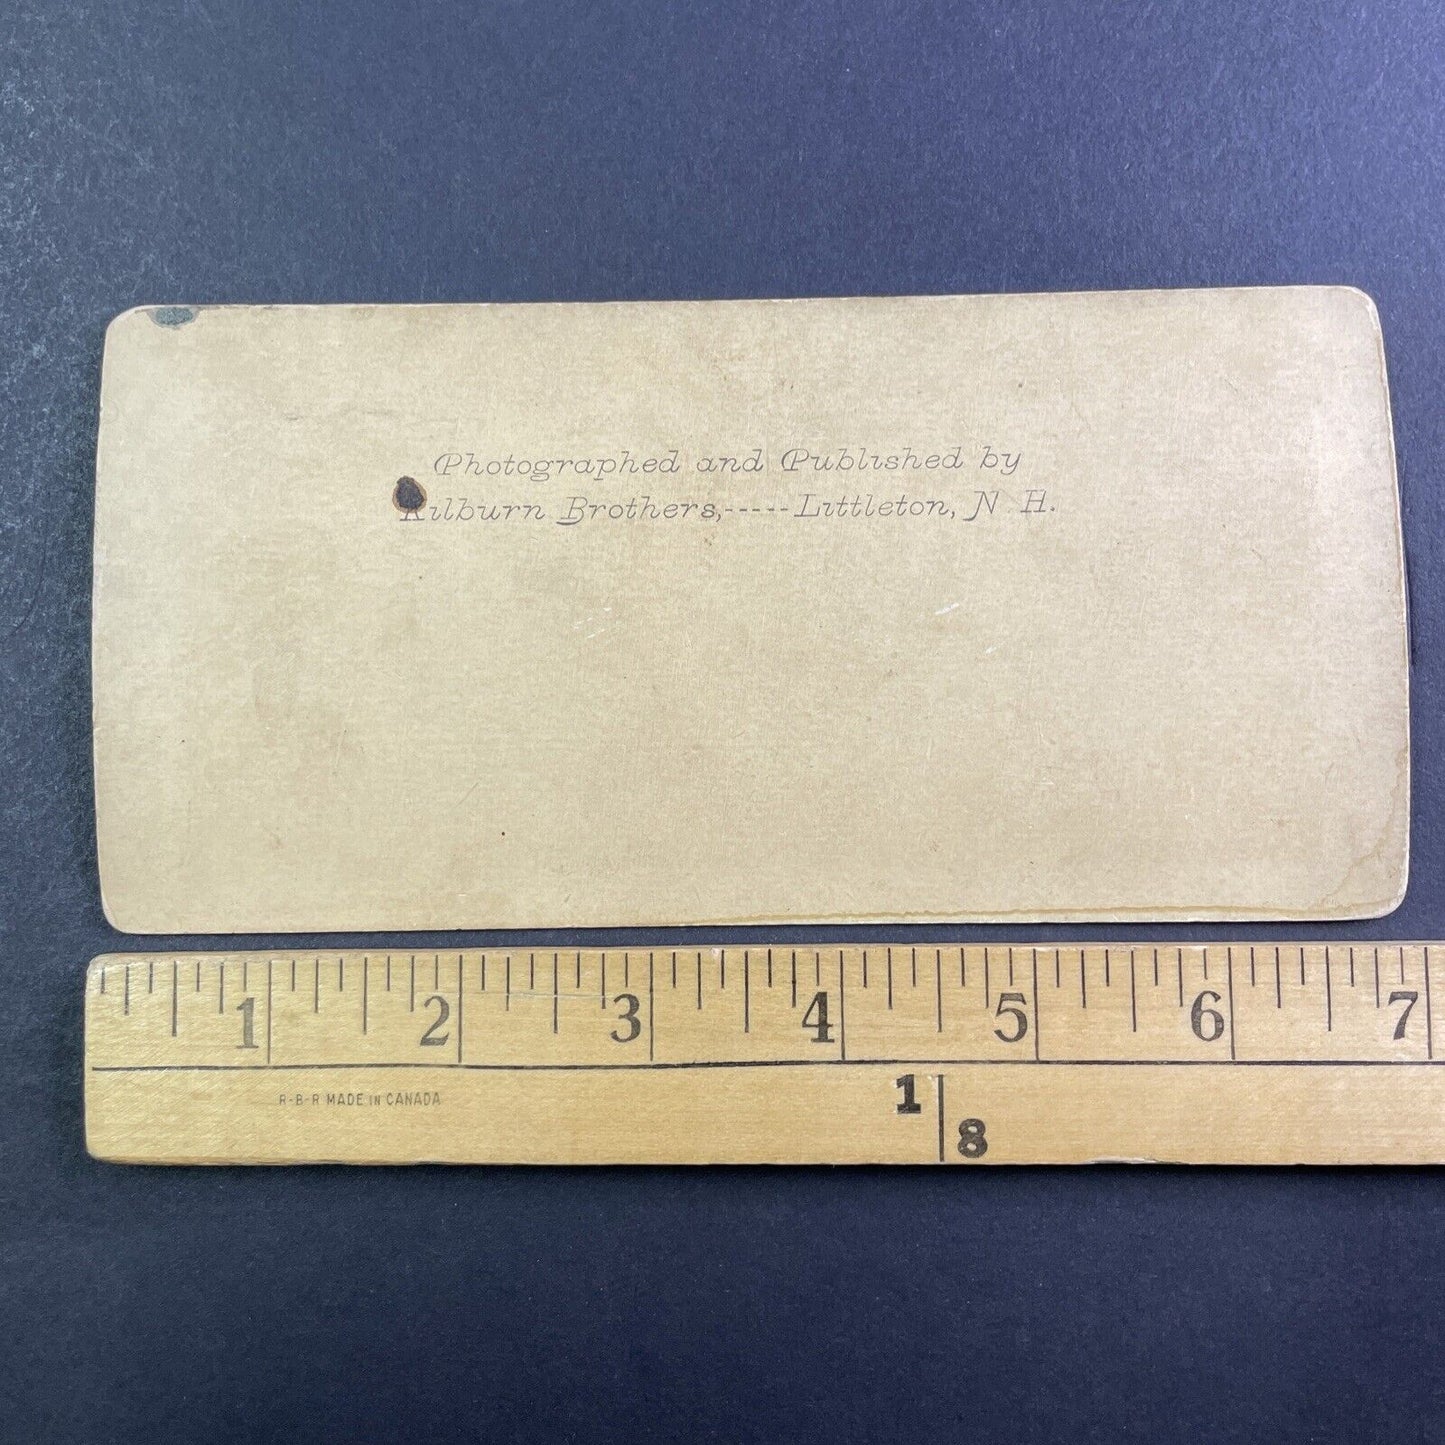 Photographed and Published by
Kilburn Brothers,-----Littleton, N H.
1 2 3 4 5 6 7
R-B-R MADE IN CANADA
1
8